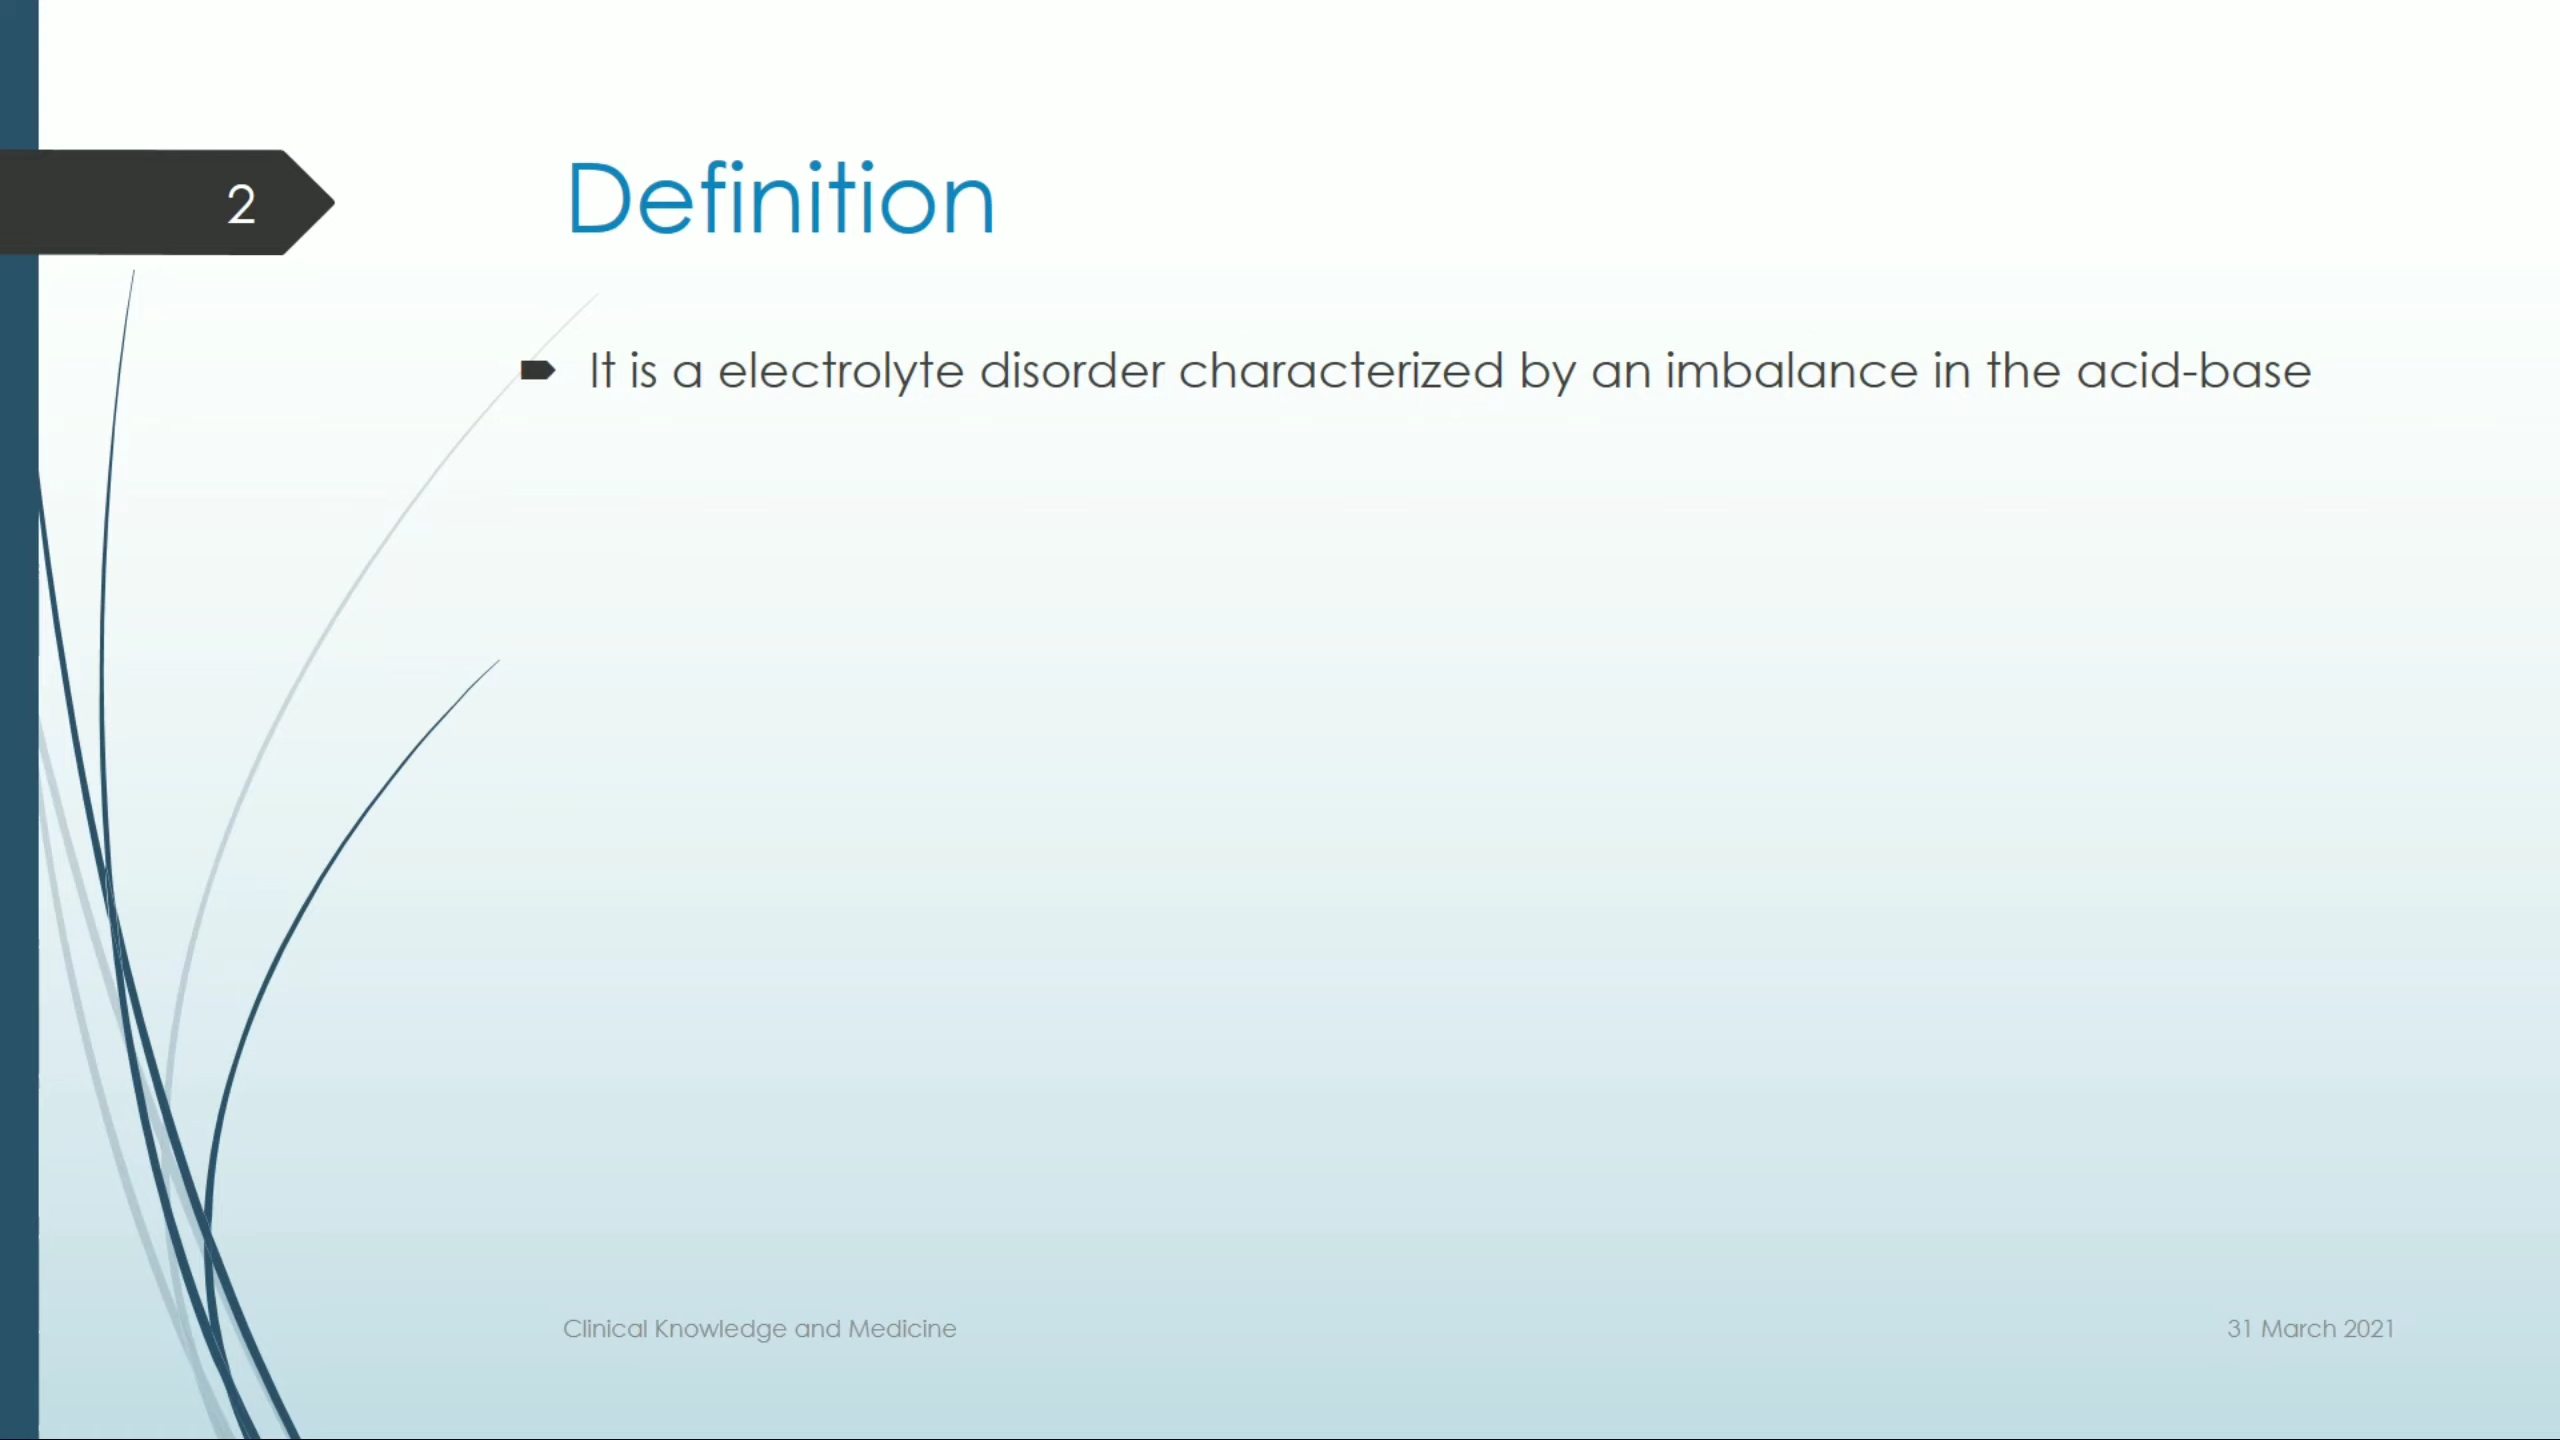 2
Definition
It is a electrolyte disorder characterized by an imbalance in the acid-base
Clinical Knowledge and Medicine
31 March 2021